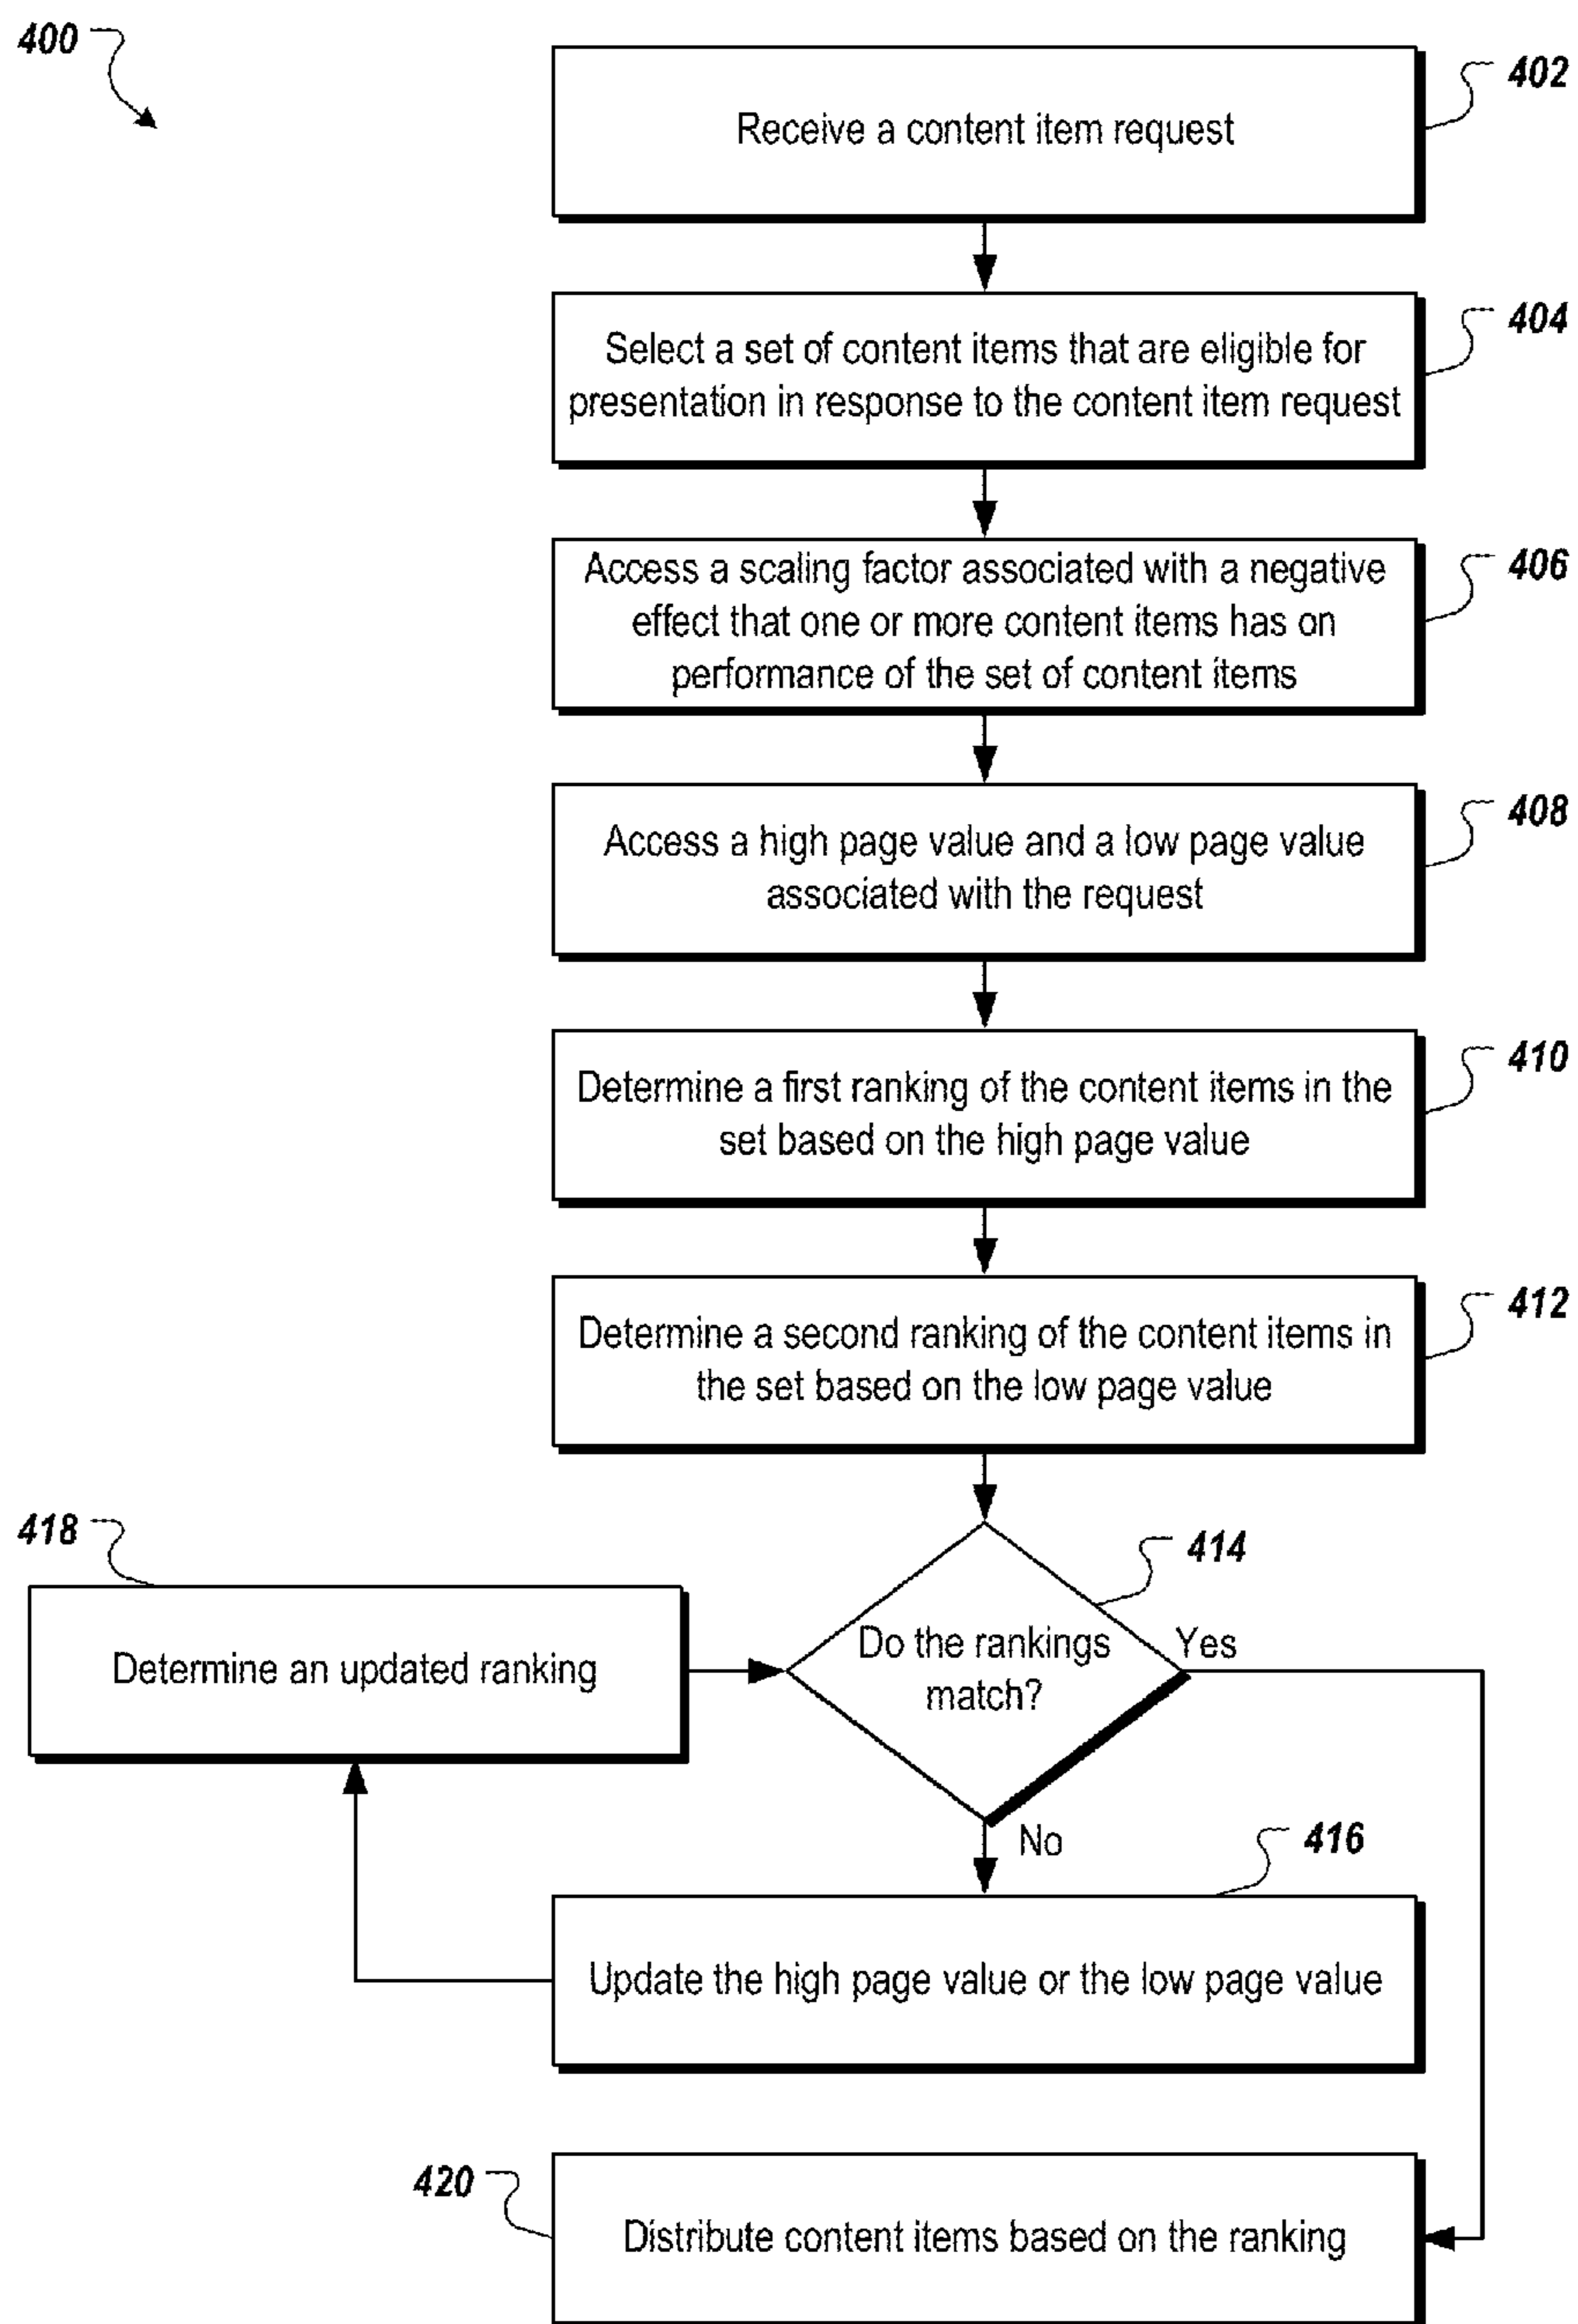 400
402
Receive a content item request
404
Select a set of content items that are eligible for
presentation in response to the content item request
406
Access a scaling factor associated with a negative
effect that one or more content items has on
performance of the set of content items
408
Access a high page value and a low page value
associated with the request
410
Determine a first ranking of the content items in the
set based on the high page value
412
Determine a second ranking of the content items in
the set based on the low page value
418
414
Determine an updated ranking
Do the rankings
match?
Yes
No
416
Update the high page value or the low page value
420
Distribute content items based on the ranking